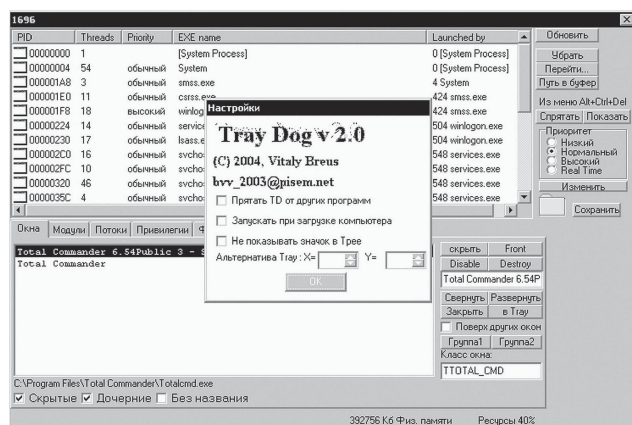 1696
PID Threads Priority EXE name Launched by
00000000 1 [System Process] 0 [System Process]
00000004 54 обычный System 0 [System Process]
000001A8 3 обычный smss.exe 4 System
000001E0 11 обычный csrss.exe 424 smss.exe
000001F8 18 высокий winlog 424 smss.exe
00000224 14 обычный service 504 winlogon.exe
00000230 17 обычный lsass.e 504 winlogon.exe
000002C0 16 обычный svcho 548 services.exe
000002FC 10 обычный svcho 548 services.exe
00000320 46 обычный svcho 548 services.exe
0000035C 4 обычный svcho 548 services.exe
Обновить
Убрать
Перейти...
Путь в буфер
Из меню Alt+Ctrl+Del
Спрятать Показать
Приоритет
Низкий
Нормальный
Высокий
Real Time
Изменить
Сохранить
Настройки
Tray Dog v 2.0
(C) 2004, Vitaly Breus
bvv_2003@pisem.net
Прятать TD от других программ
Запускать при загрузке компьютера
Не показывать значок в Трее
Альтернатива Tray: X= Y=
OK
Окна Модули Потоки Привилегии
Total Commander 6.54Public 3 - S
Total Commander
скрыть Front
Disable Destroy
Total Commander 6.54P
Свернуть Развернуть
Закрыть в Tray
Поверх других окон
Группа1 Группа2
Класс окна:
TTOTAL_CMD
C:\Program Files\Total Commander\Totalcmd.exe
Скрытые Дочерние Без названия
392756 Кб Физ. памяти Ресурсы 40%